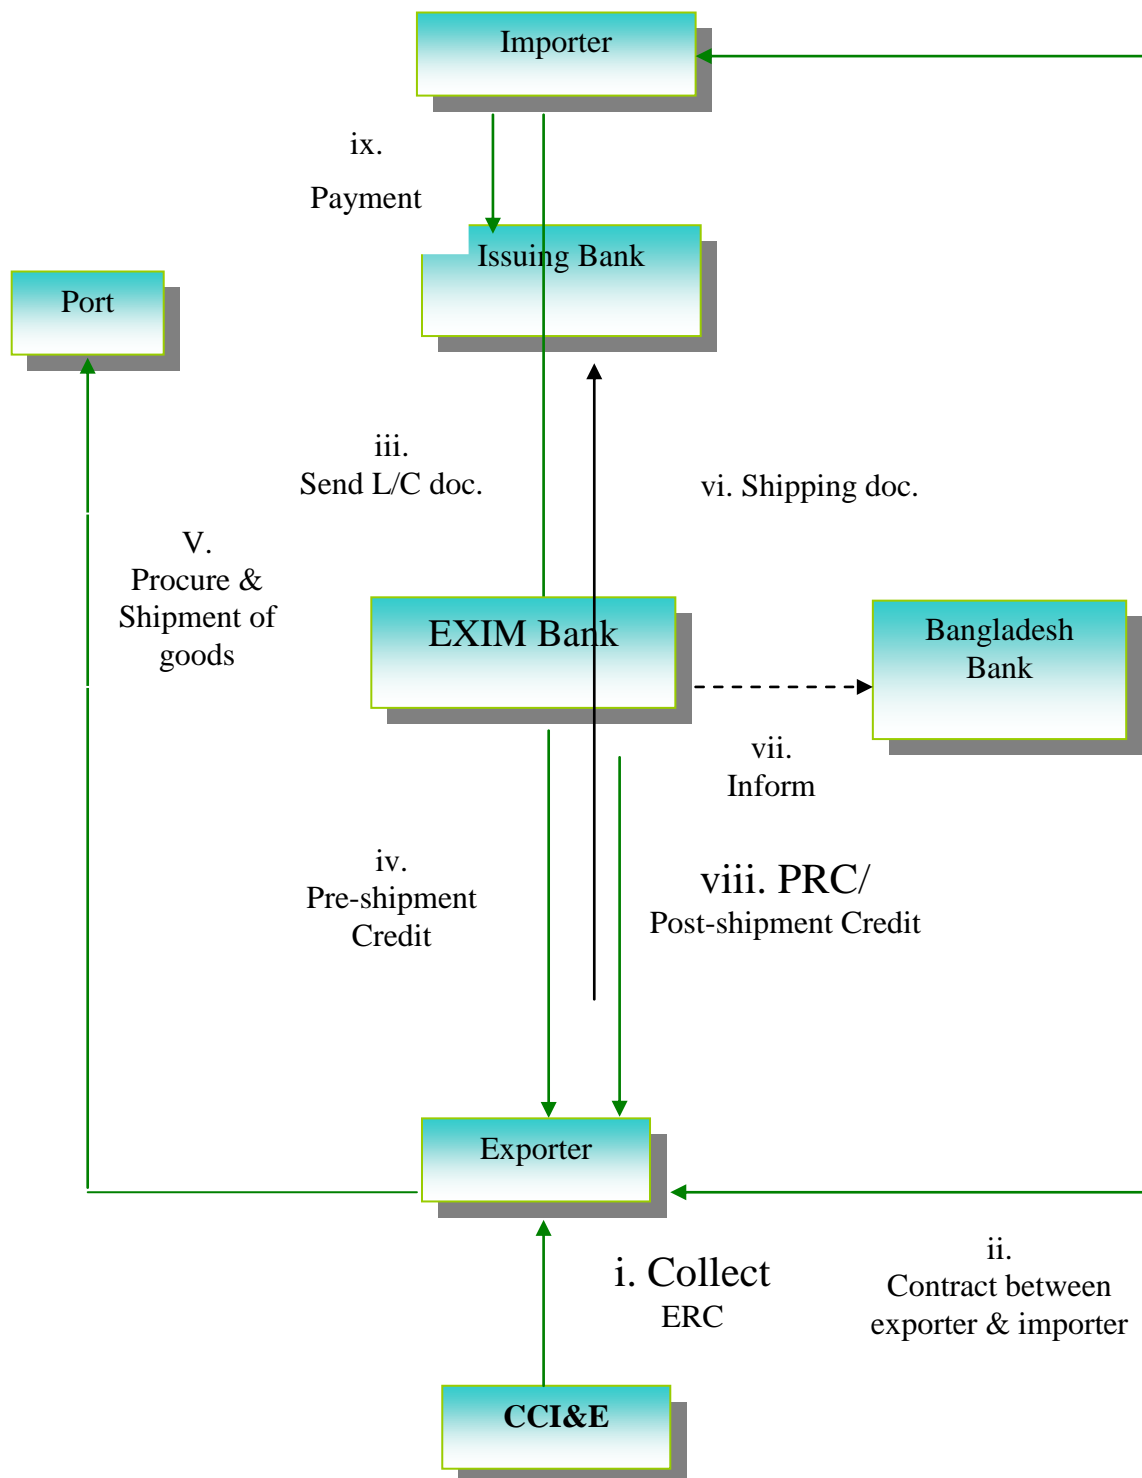 Importer
ix.
Payment
Issuing Bank
Port
iii.
Send L/C doc.
vi. Shipping doc.
V.
Procure &
Shipment of
goods
EXIM Bank
Bangladesh
Bank
vii.
Inform
iv.
Pre-shipment
Credit
viii. PRC/
Post-shipment Credit
Exporter
i. Collect
ERC
ii.
Contract between
exporter & importer
CCI&E